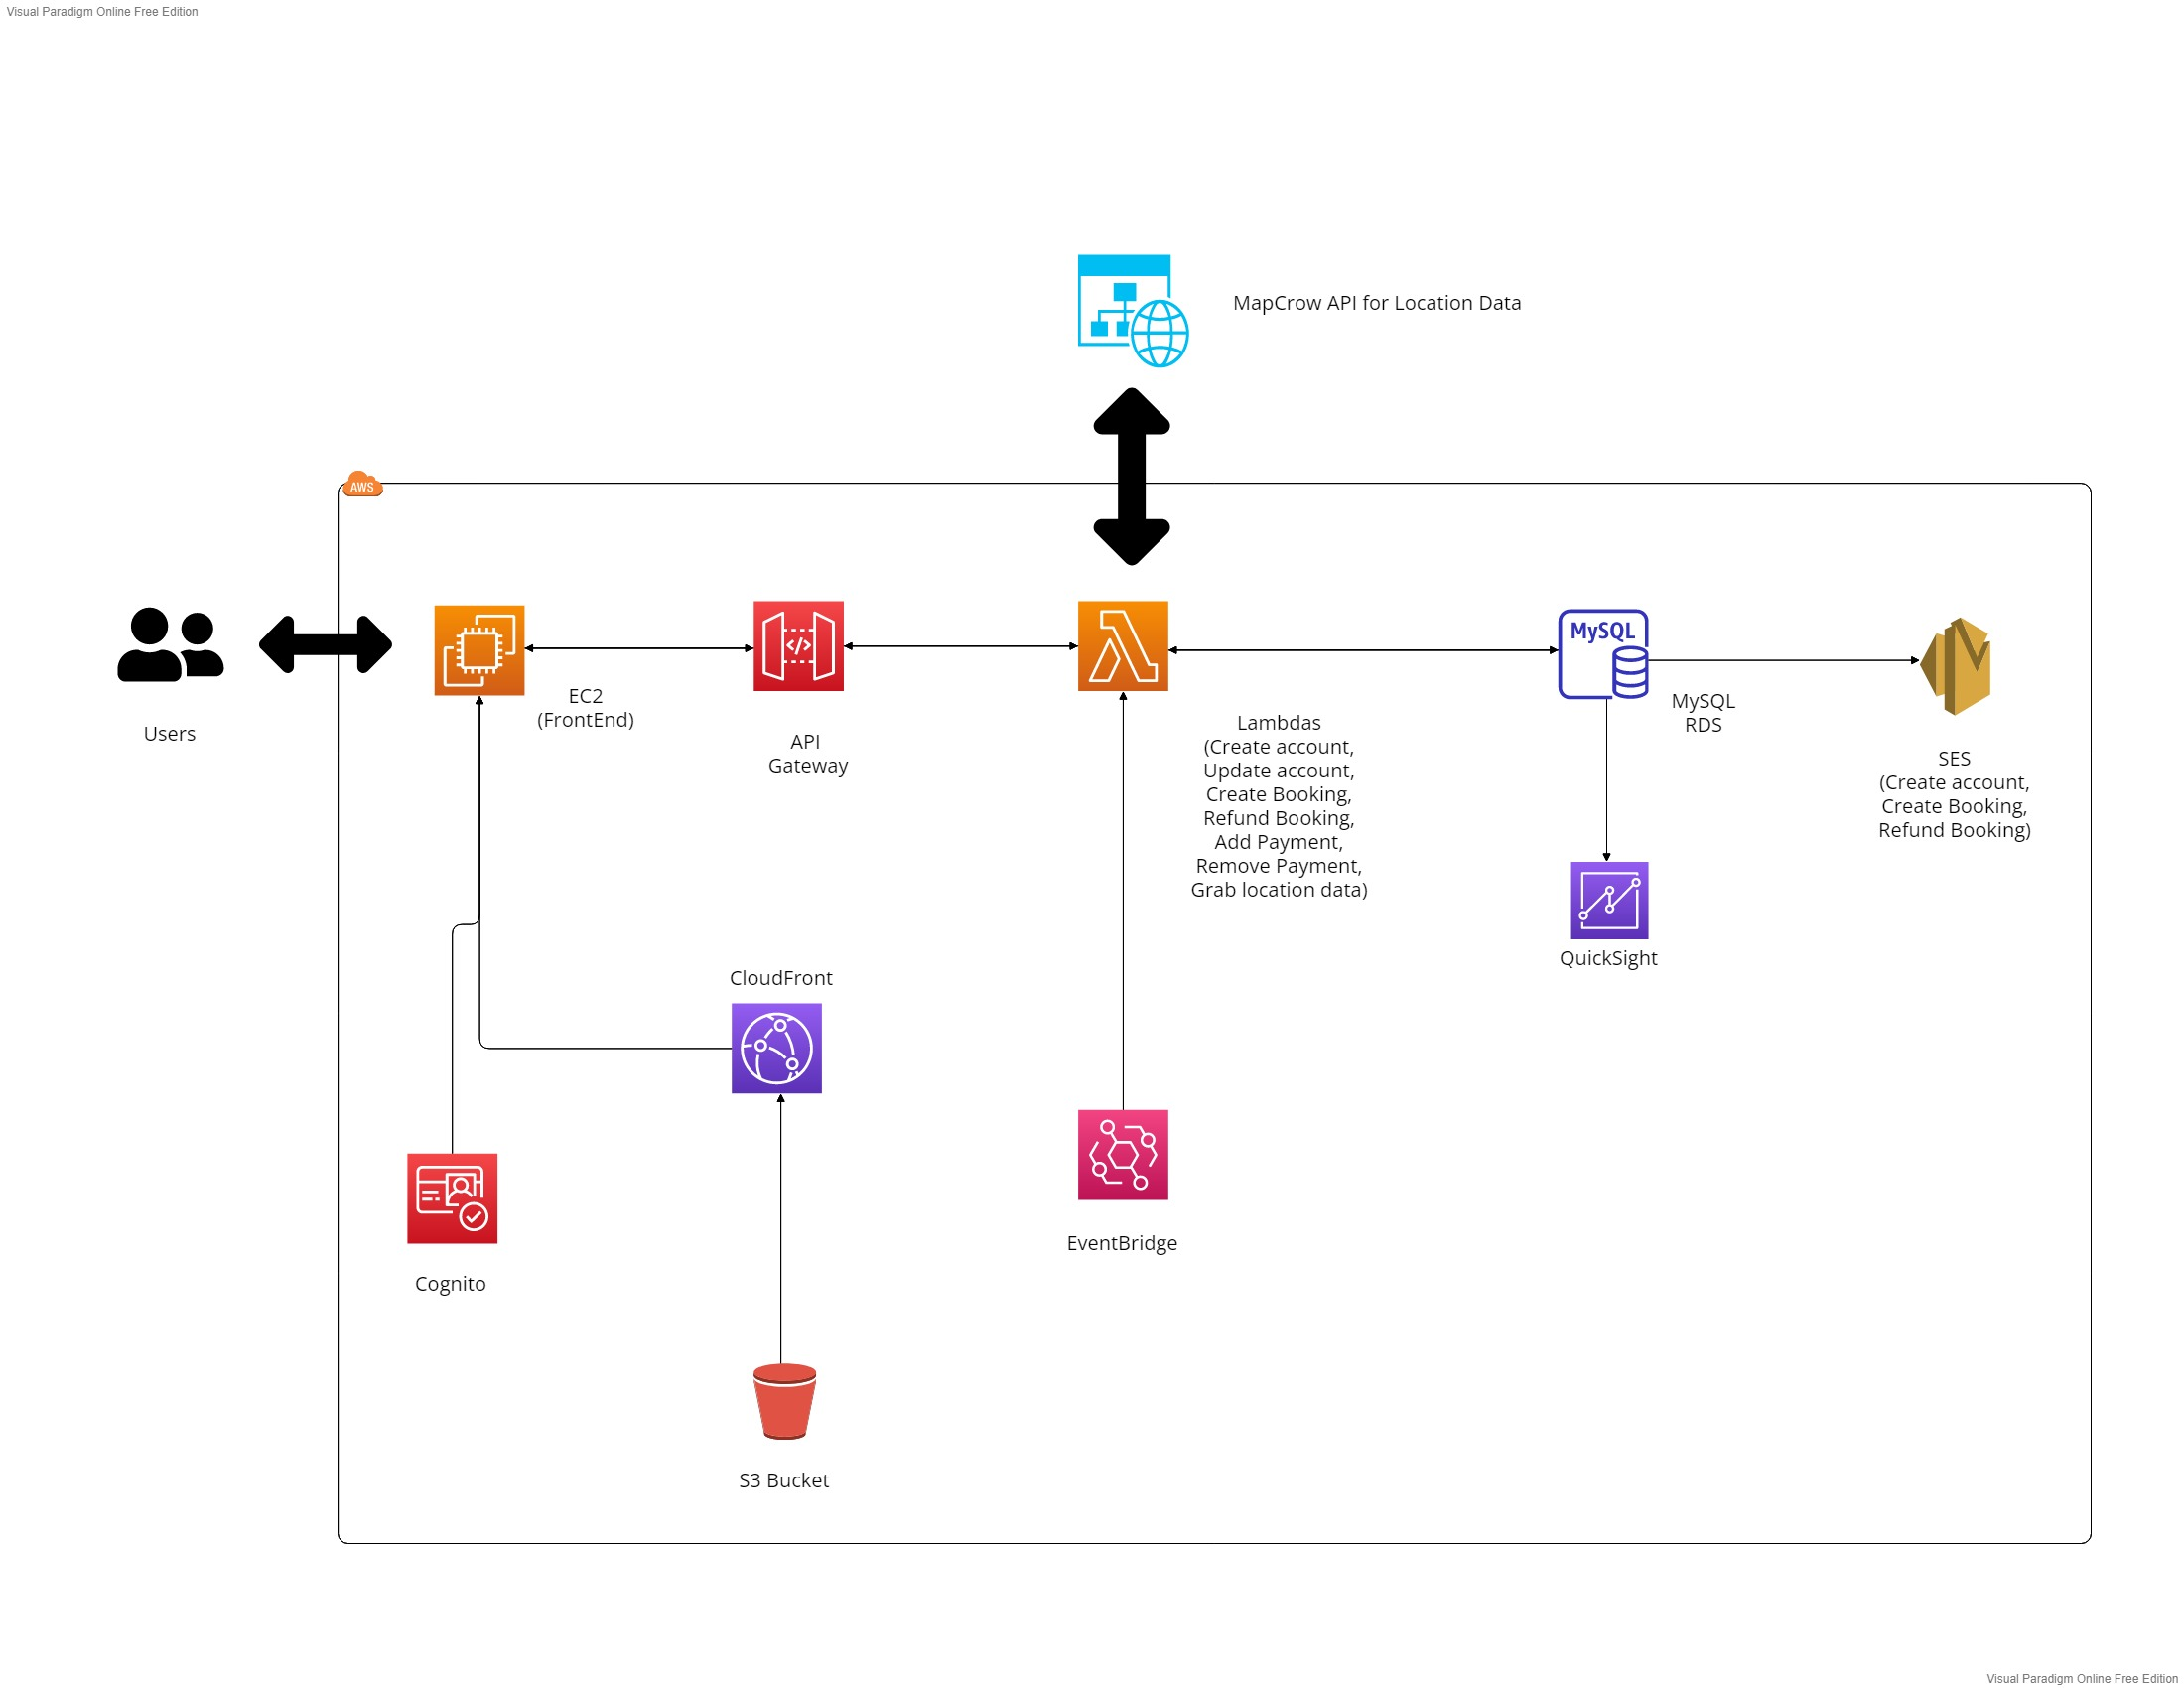 Visual Paradigm Online Free Edition
MapCrow API for Location Data
AWS
Users
EC2
(FrontEnd)
API
Gateway
</>
Lambdas
(Create account,
Update account,
Create Booking,
Refund Booking,
Add Payment,
Remove Payment,
Grab location data)
MySQL
MySQL
RDS
SES
(Create account,
Create Booking,
Refund Booking)
QuickSight
CloudFront
Cognito
EventBridge
S3 Bucket
Visual Paradigm Online Free Edition